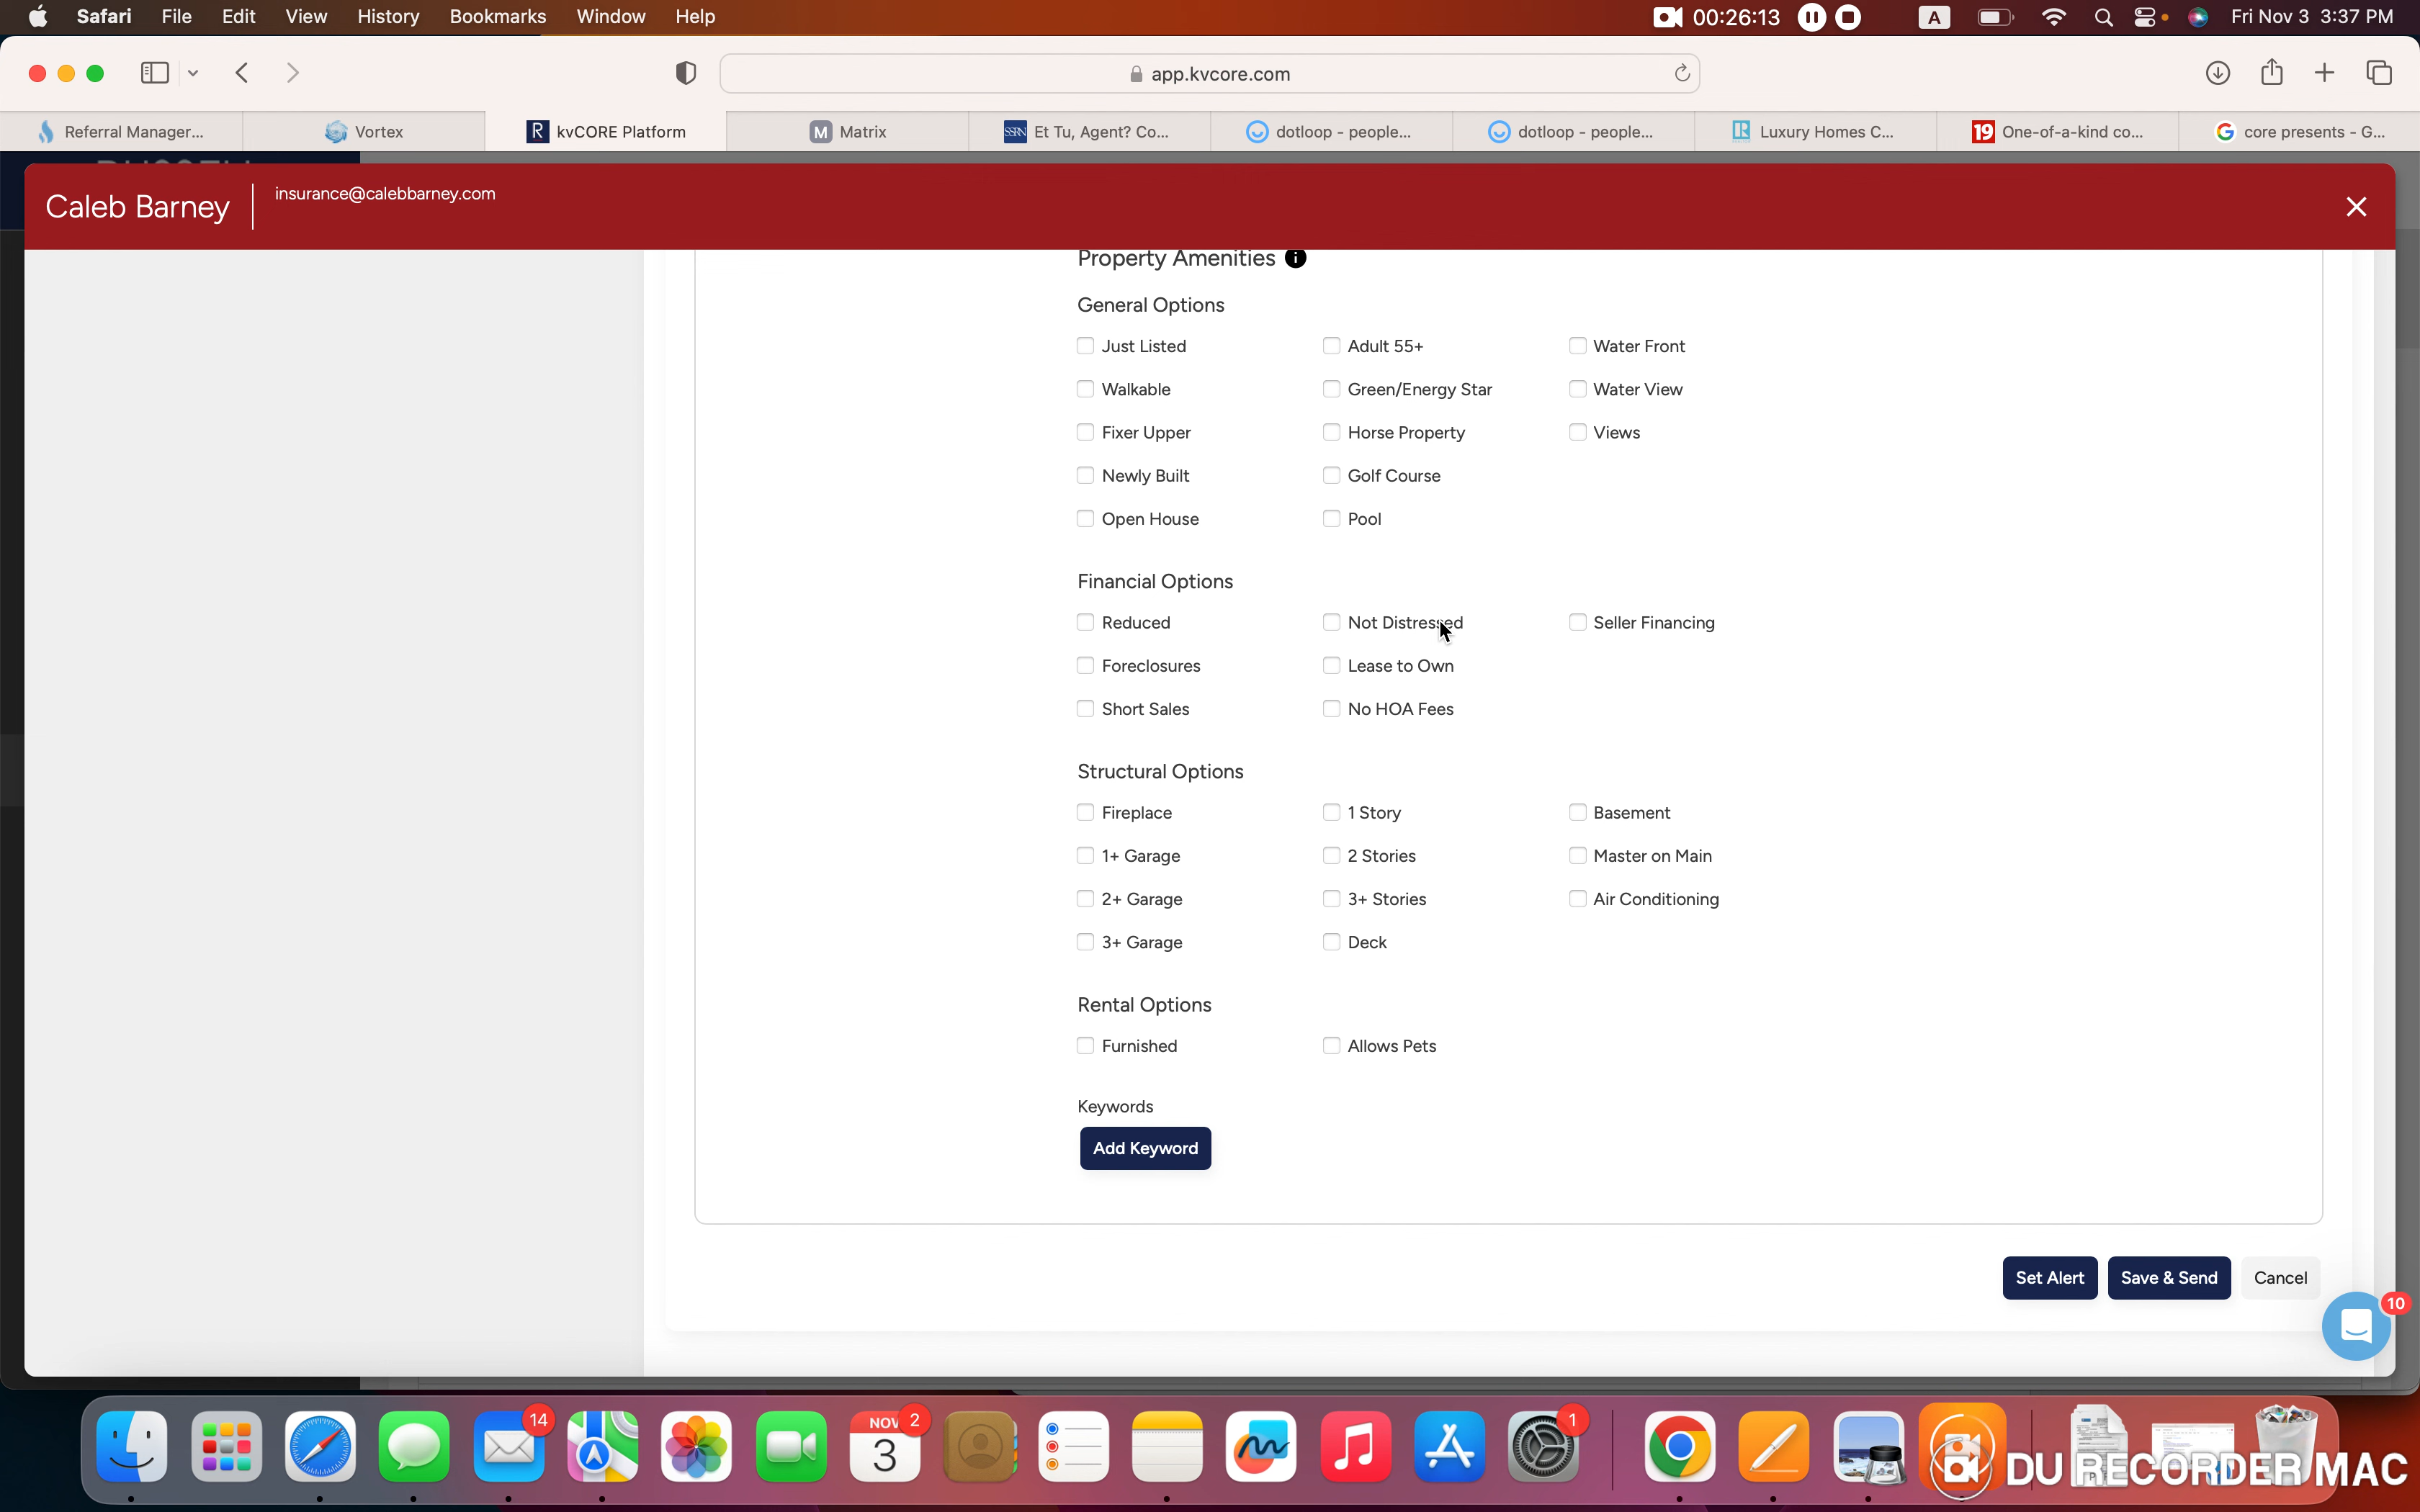 Safari File Edit View History Bookmarks Window Help 00:26:13 A Fri Nov 3 3:37 PM
app.kvcore.com
Referral Manager... Vortex R kvCORE Platform M Matrix SSRN Et Tu, Agent? Co... dotloop - people... dotloop - people... R Luxury Homes C... 19 One-of-a-kind co... G core presents - G...
Caleb Barney insurance@calebbarney.com
Property Amenities i
General Options
Just Listed Adult 55+ Water Front
Walkable Green/Energy Star Water View
Fixer Upper Horse Property Views
Newly Built Golf Course
Open House Pool
Financial Options
Reduced Not Distressed Seller Financing
Foreclosures Lease to Own
Short Sales No HOA Fees
Structural Options
Fireplace 1 Story Basement
1+ Garage 2 Stories Master on Main
2+ Garage 3+ Stories Air Conditioning
3+ Garage Deck
Rental Options
Furnished Allows Pets
Keywords
Add Keyword
Set Alert Save & Send Cancel
10
14 NOV 2 1
3
DU RECORDER MAC